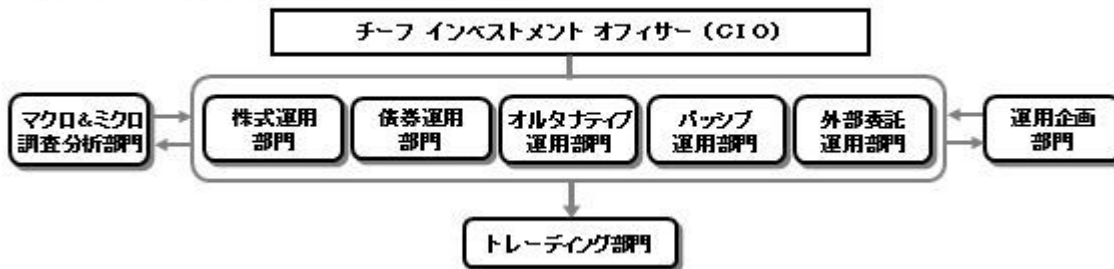 チーフ インベストメント オフィサー（CIO）
マクロ&ミクロ
調査分析部門
株式運用
部門
債券運用
部門
オルタナティブ
運用部門
パッシブ
運用部門
外部委託
運用部門
運用企画
部門
トレーディング部門